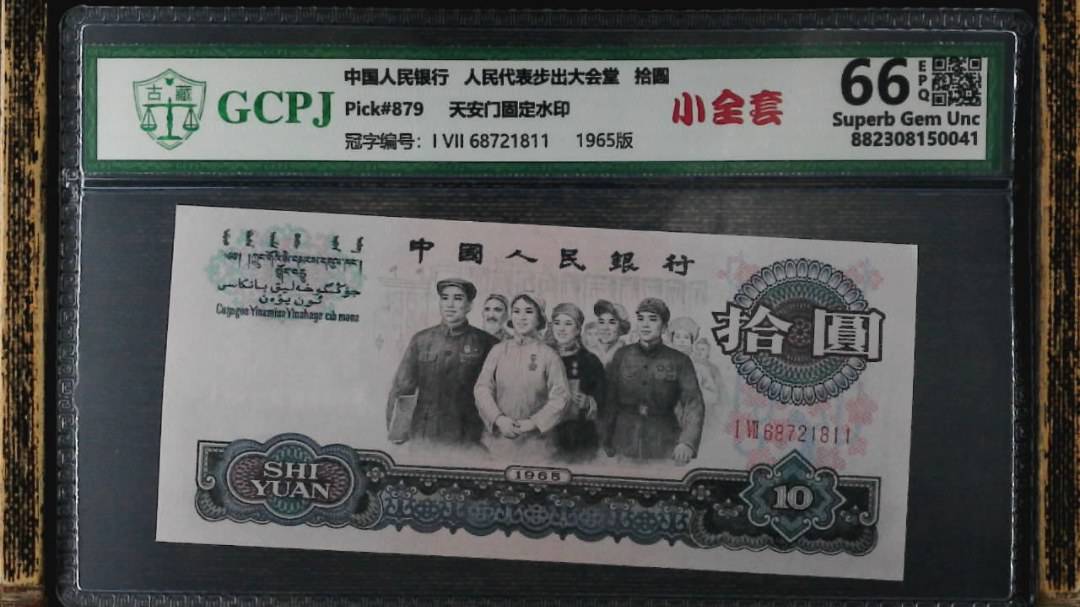 古 藏
GCPJ
中国人民银行 人民代表步出大会堂 拾圓
Pick#879 天安门固定水印
冠字编号：I VII 68721811 1965版
小全套
66 EPQ
Superb Gem Unc
882308150041
中國人民銀行
拾圓
I VII 68721811
SHI
YUAN
1965
10